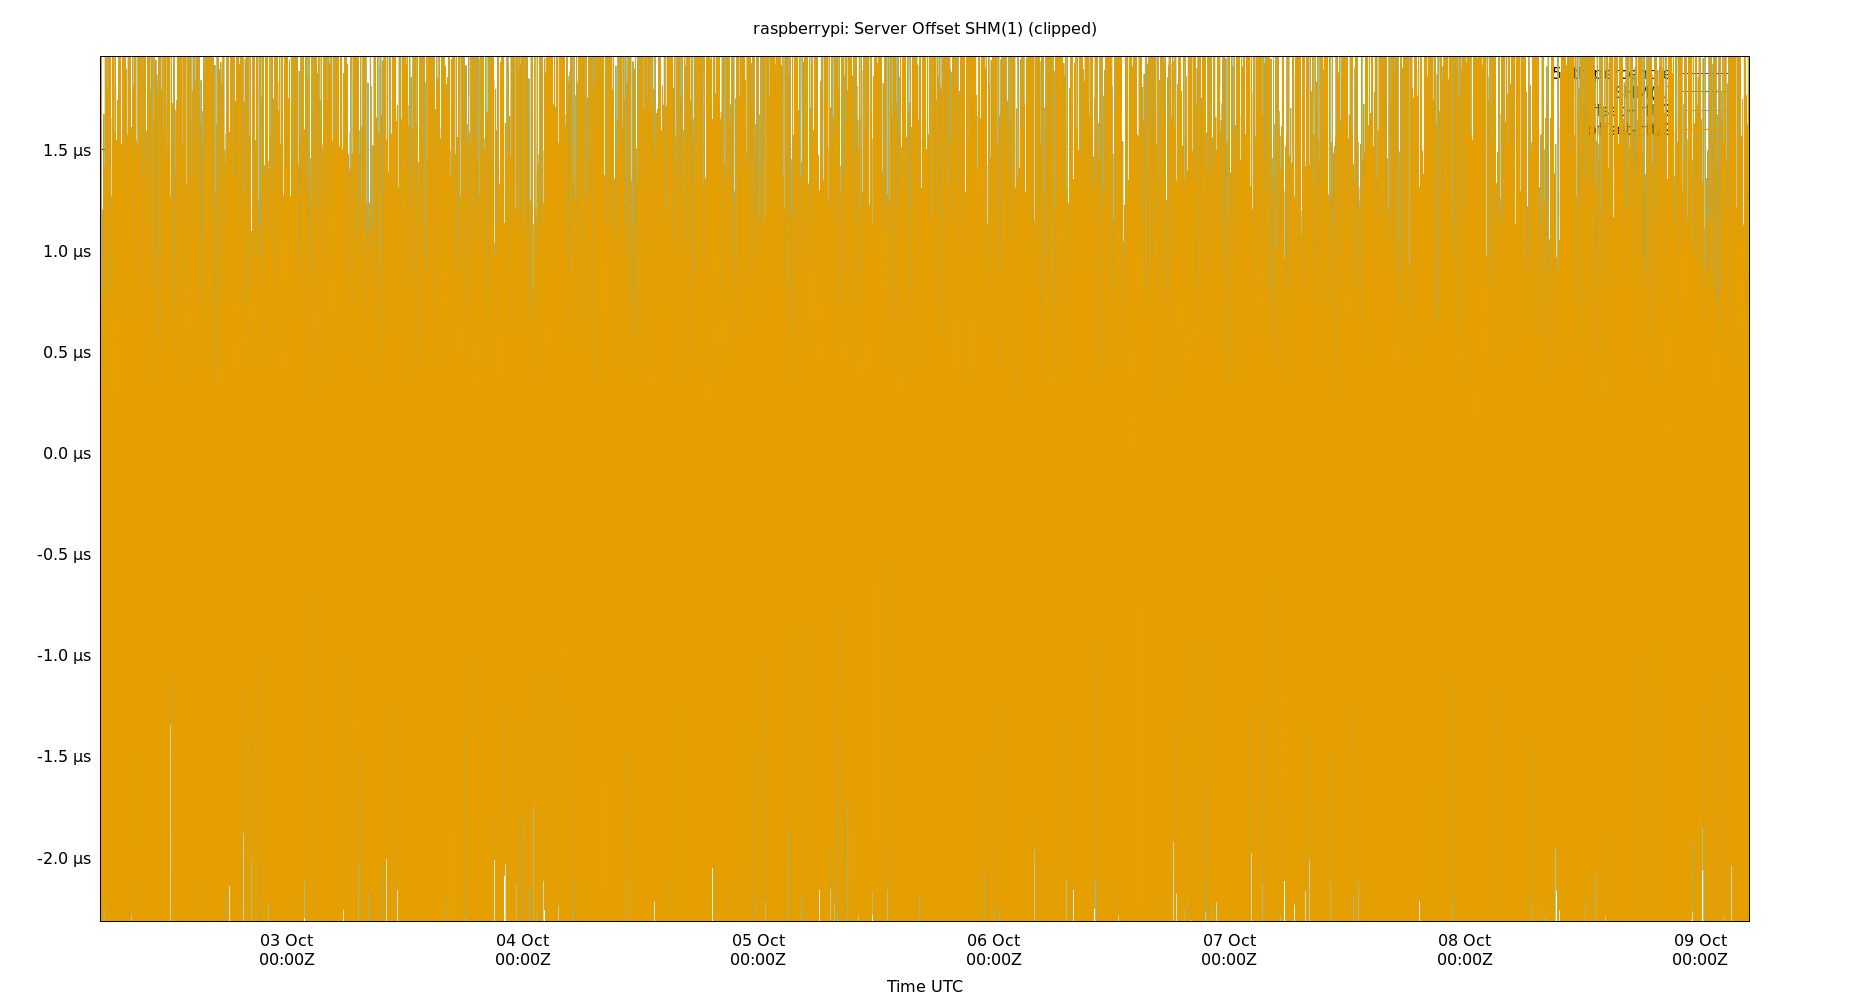 raspberrypi: Server Offset SHM(1) (clipped)
1.5 µs
1.0 µs
0.5 µs
0.0 µs
-0.5 µs
-1.0 µs
-1.5 µs
-2.0 µs
03 Oct 04 Oct 05 Oct 06 Oct 07 Oct 08 Oct 09 Oct
00:00Z 00:00Z 00:00Z 00:00Z 00:00Z 00:00Z 00:00Z
Time UTC